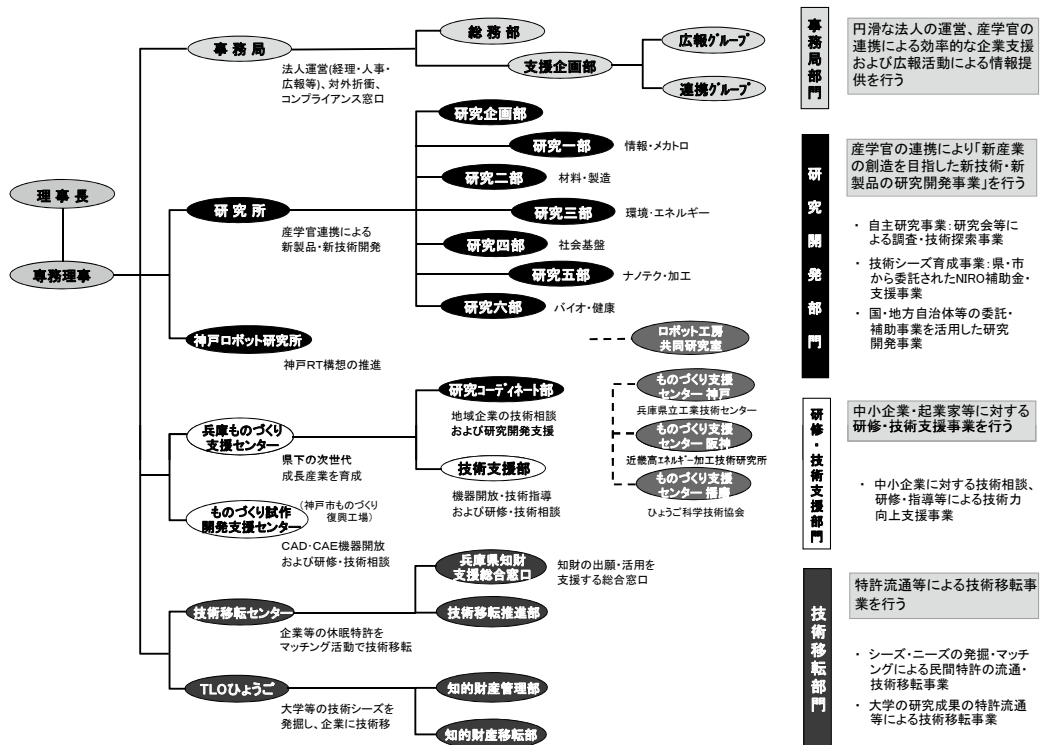 理事長
専務理事
事務局
法人運営(経理・人事・
広報等)、対外折衝、
コンプライアンス窓口
総務部
支援企画部
広報グループ
連携グループ
研究所
産学官連携による
新製品・新技術開発
研究企画部
研究一部
情報・メカトロ
研究二部
材料・製造
研究三部
環境・エネルギー
研究四部
社会基盤
研究五部
ナノテク・加工
研究六部
バイオ・健康
神戸ロボット研究所
神戸RT構想の推進
ロボット工房
共同研究室
兵庫ものづくり
支援センター
県下の次世代
成長産業を育成
研究コーディネート部
地域企業の技術相談
および研究開発支援
技術支援部
機器開放・技術指導
および研修・技術相談
ものづくり支援
センター 神戸
兵庫県立工業技術センター
ものづくり支援
センター 阪神
近畿高エネルギー加工技術研究所
ものづくり支援
センター 播磨
ひょうご科学技術協会
ものづくり試作
開発支援センター
(神戸市ものづくり
復興工場)
CAD・CAE機器開放
および研修・技術相談
技術移転センター
企業等の休眠特許を
マッチング活動で技術移転
兵庫県知財
支援総合窓口
知財の出願・活用を
支援する総合窓口
技術移転推進部
TLOひょうご
大学等の技術シーズを
発掘し、企業に技術移
知的財産管理部
知的財産移転部
事務局部門
円滑な法人の運営、産学官の
連携による効率的な企業支援
および広報活動による情報提
供を行う
研究開発部門
産学官の連携により「新産業
の創造を目指した新技術・新
製品の研究開発事業」を行う
・ 自主研究事業:研究会等に
よる調査・技術探索事業
・ 技術シーズ育成事業:県・市
から委託されたNIRO補助金・
支援事業
・ 国・地方自治体等の委託・
補助事業を活用した研究
開発事業
研修・技術支援部門
中小企業・起業家等に対する
研修・技術支援事業を行う
・ 中小企業に対する技術相談、
研修・指導等による技術力
向上支援事業
技術移転部門
特許流通等による技術移転事
業を行う
・ シーズ・ニーズの発掘・マッチ
ングによる民間特許の流通・
技術移転事業
・ 大学の研究成果の特許流通
等による技術移転事業